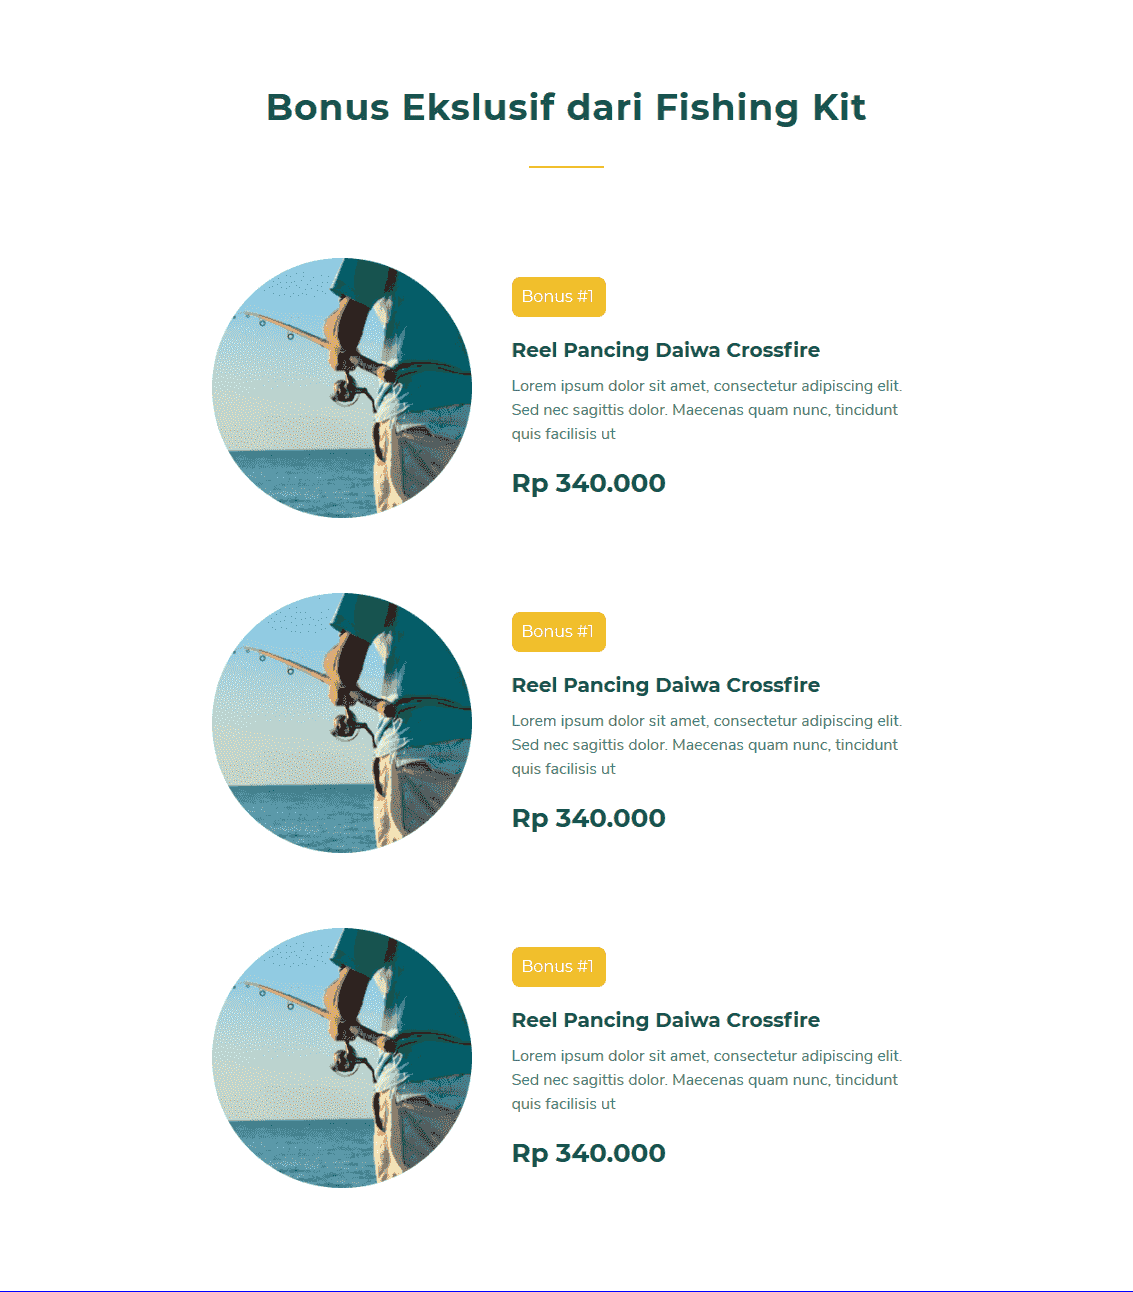 Bonus Ekslusif dari Fishing Kit
Bonus #1
Reel Pancing Daiwa Crossfire
Lorem ipsum dolor sit amet, consectetur adipiscing elit.
Sed nec sagittis dolor. Maecenas quam nunc, tincidunt
quis facilisis ut
Rp 340.000
Bonus #1
Reel Pancing Daiwa Crossfire
Lorem ipsum dolor sit amet, consectetur adipiscing elit.
Sed nec sagittis dolor. Maecenas quam nunc, tincidunt
quis facilisis ut
Rp 340.000
Bonus #1
Reel Pancing Daiwa Crossfire
Lorem ipsum dolor sit amet, consectetur adipiscing elit.
Sed nec sagittis dolor. Maecenas quam nunc, tincidunt
quis facilisis ut
Rp 340.000